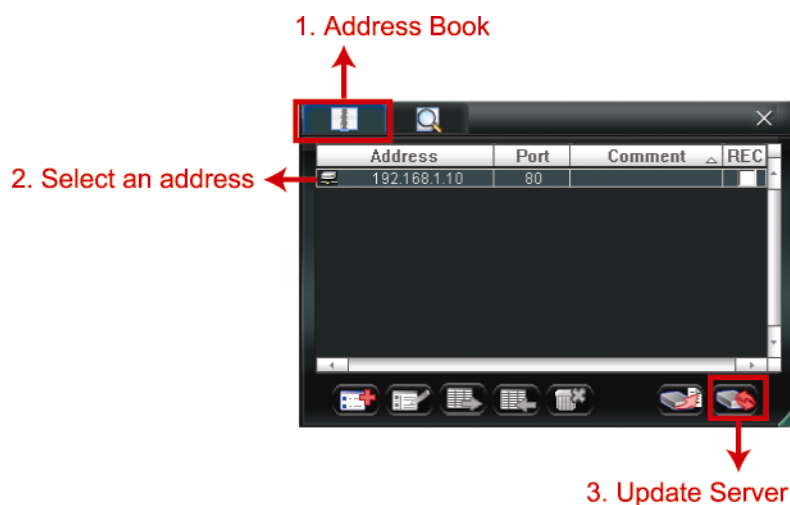 1. Address Book
Address Port Comment REC
2. Select an address
192.168.1.10 80
3. Update Server